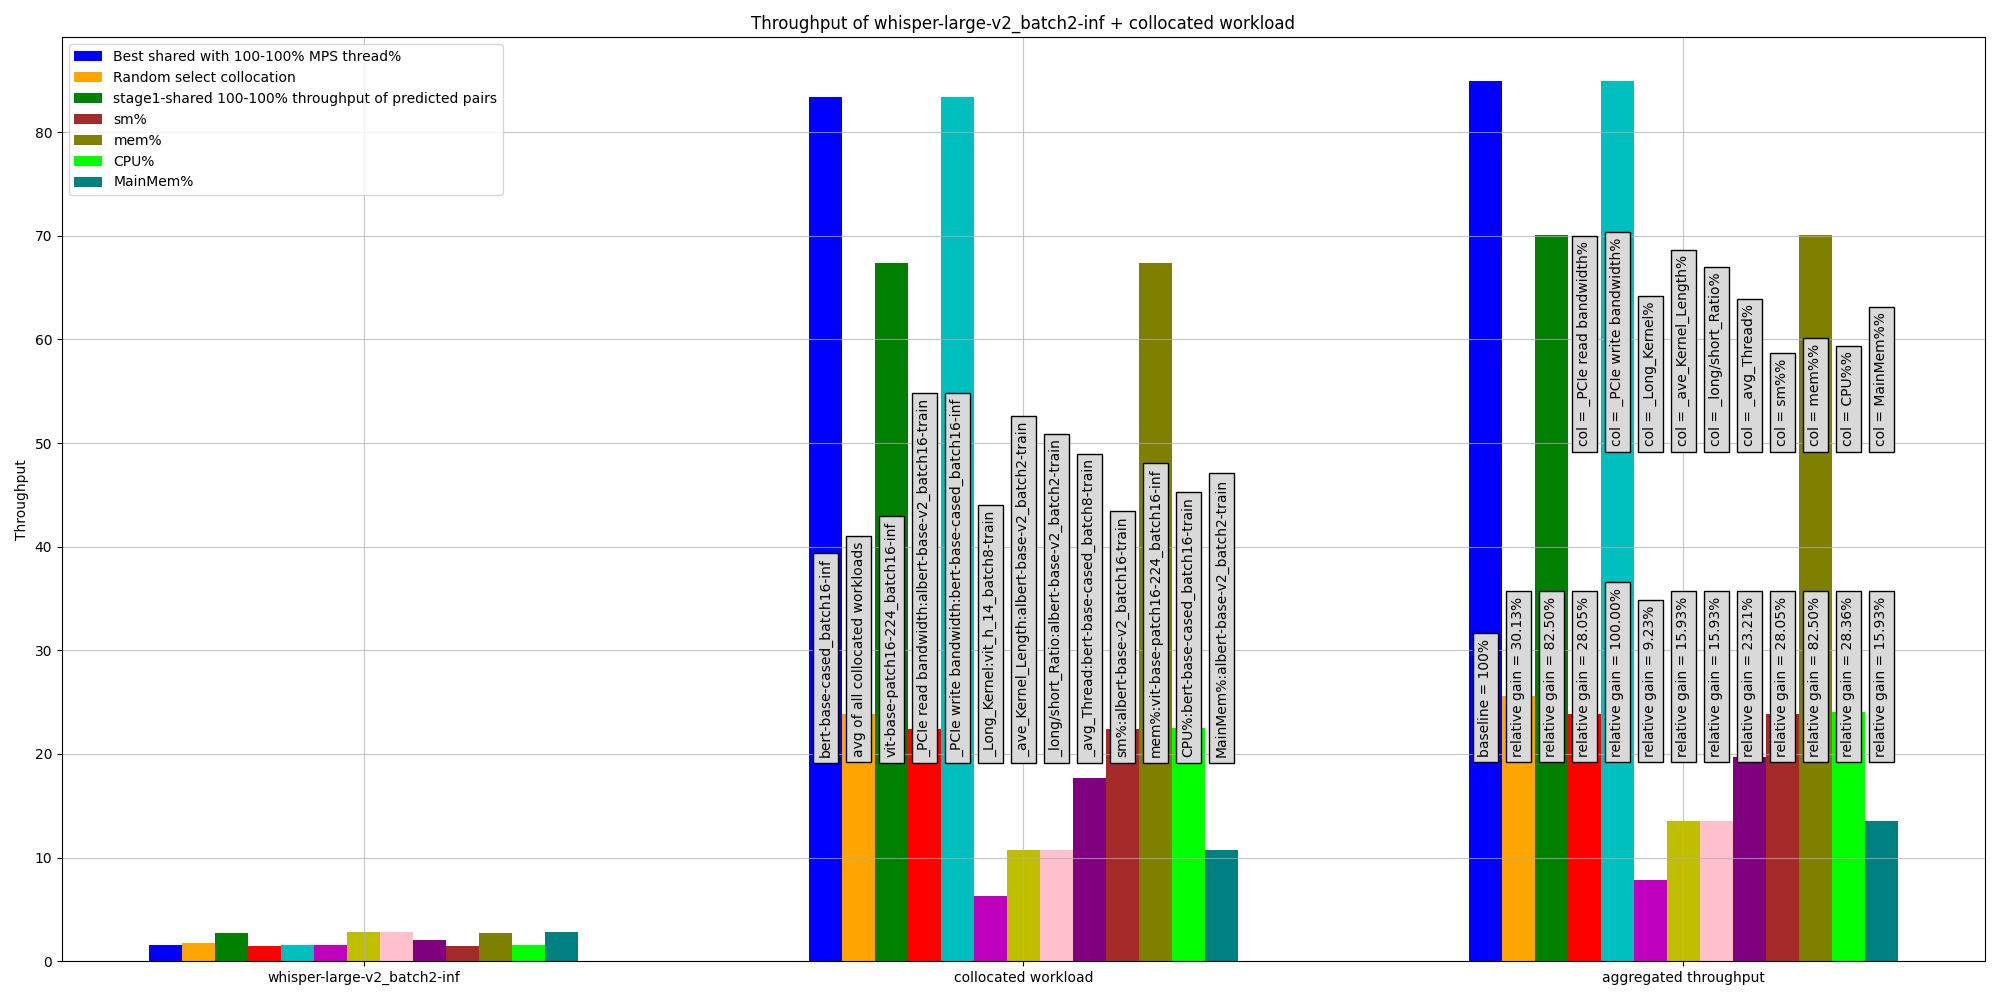 Throughput of whisper-large-v2_batch2-inf + collocated workload
Best shared with 100-100% MPS thread%
Random select collocation
stage1-shared 100-100% throughput of predicted pairs
sm%
mem%
CPU%
MainMem%
Throughput
80
70
60
50
40
30
20
10
0
bert-base-cased_batch16-inf
avg of all collocated workloads
vit-base-patch16-224_batch16-inf
_PCIe read bandwidth:albert-base-v2_batch16-train
_PCIe write bandwidth:bert-base-cased_batch16-inf
_Long_Kernel:vit_h_14_batch8-train
_ave_Kernel_Length:albert-base-v2_batch2-train
_long/short_Ratio:albert-base-v2_batch2-train
_avg_Thread:bert-base-cased_batch8-train
sm%:albert-base-v2_batch16-train
mem%:vit-base-patch16-224_batch16-inf
CPU%:bert-base-cased_batch16-train
MainMem%:albert-base-v2_batch2-train
col = _PCIe read bandwidth%
col = _PCIe write bandwidth%
col = _Long_Kernel%
col = _ave_Kernel_Length%
col = _long/short_Ratio%
col = _avg_Thread%
col = sm%%
col = mem%%
col = CPU%%
col = MainMem%%
baseline = 100%
relative gain = 30.13%
relative gain = 82.50%
relative gain = 28.05%
relative gain = 100.00%
relative gain = 9.23%
relative gain = 15.93%
relative gain = 15.93%
relative gain = 23.21%
relative gain = 28.05%
relative gain = 82.50%
relative gain = 28.36%
relative gain = 15.93%
whisper-large-v2_batch2-inf
collocated workload
aggregated throughput